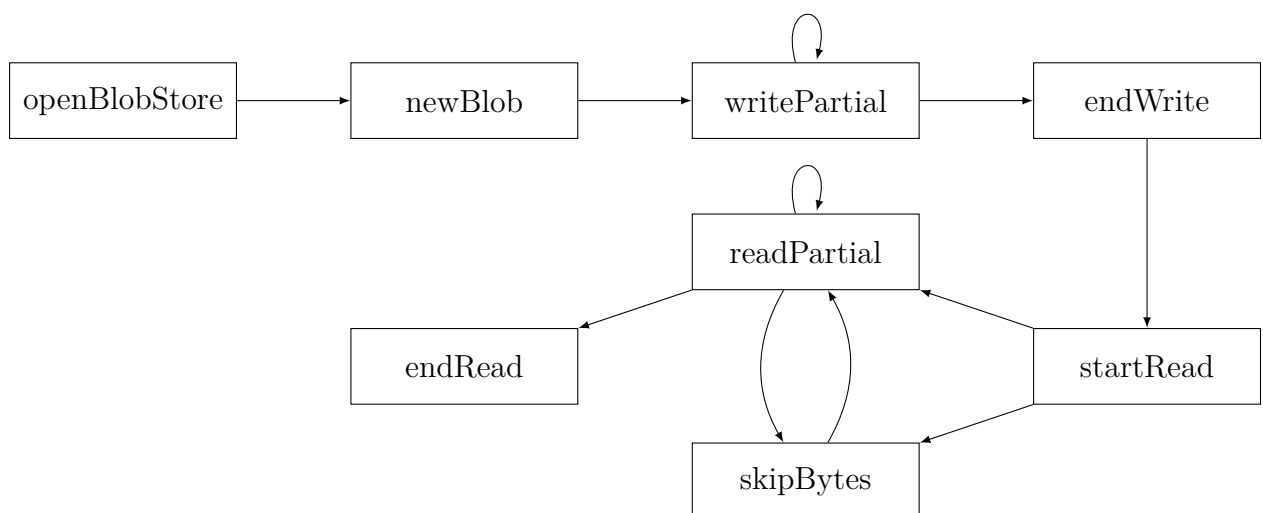 openBlobStore
newBlob
writePartial
endWrite
readPartial
endRead
startRead
skipBytes